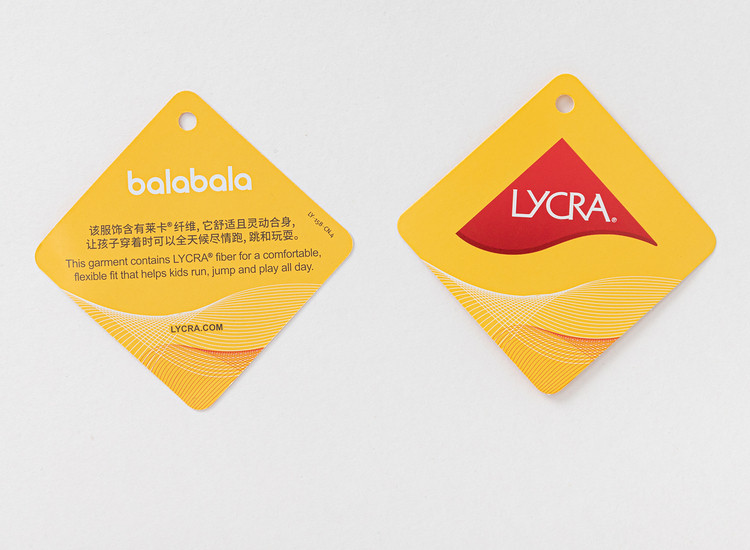 balabala
该服饰含有莱卡®纤维, 它舒适且灵动合身,
让孩子穿着时可以全天候尽情跑, 跳和玩耍。
This garment contains LYCRA® fiber for a comfortable,
flexible fit that helps kids run, jump and play all day.
LY-158-CR.A
LYCRA.COM
LYCRA®